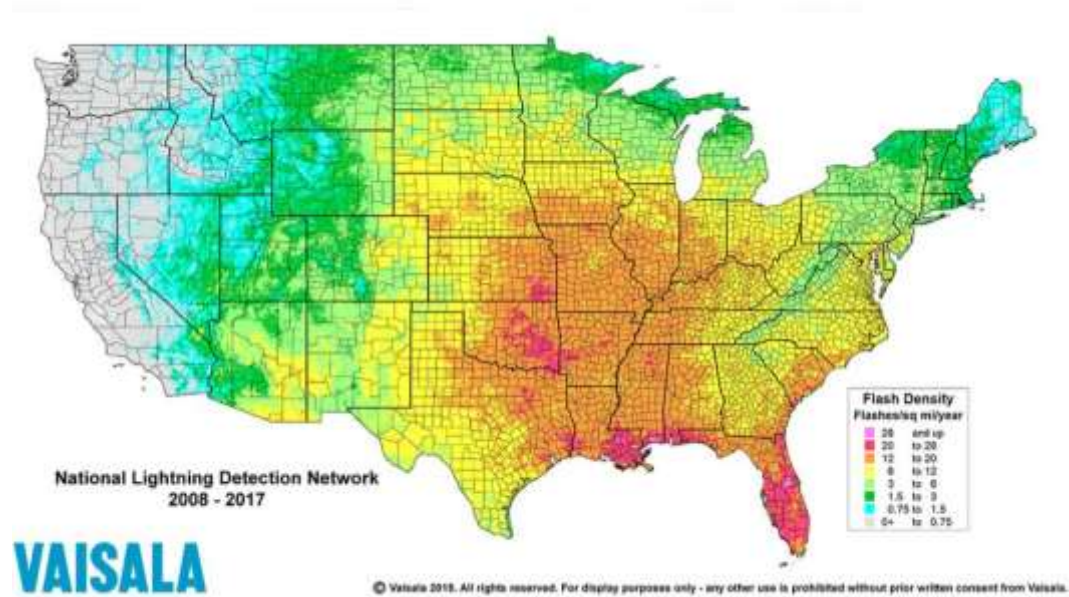 National Lightning Detection Network
2008 - 2017
VAISALA
Flash Density
Flashes/sq mi/year
28 and up
20 to 28
12 to 20
6 to 12
3 to 6
1.5 to 3
0.75 to 1.5
0+ to 0.75
© Vaisala 2018. All rights reserved. For display purposes only - any other use is prohibited without prior written consent from Vaisala.